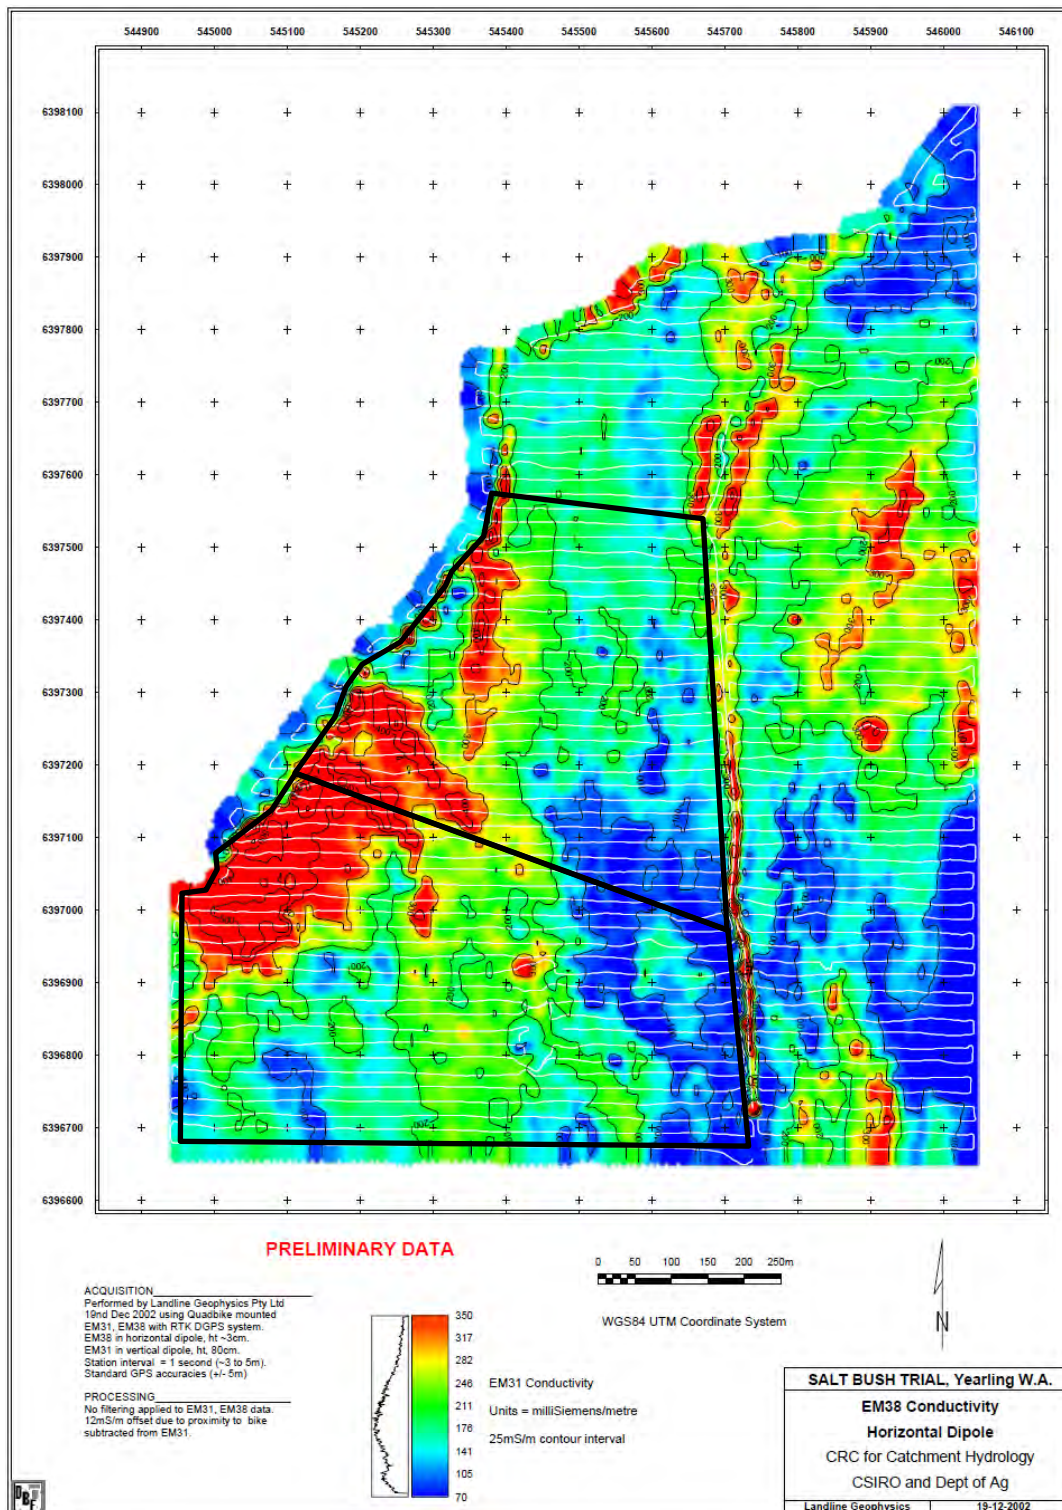 544900 545000 545100 545200 545300 545400 545500 545600 545700 545800 545900 546000 546100
6398100
6398000
6397900
6397800
6397700
6397600
6397500
6397400
6397300
6397200
6397100
6397000
6396900
6396800
6396700
6396600
PRELIMINARY DATA
ACQUISITION
Performed by Landline Geophysics Pty Ltd
19nd Dec 2002 using Quadbike mounted
EM31, EM38 with RTK DGPS system.
EM38 in horizontal dipole, ht ~3cm.
EM31 in vertical dipole, ht, 80cm.
Station interval = 1 second (~3 to 5m).
Standard GPS accuracies (+/- 5m)
PROCESSING
No filtering applied to EM31, EM38 data.
12mS/m offset due to proximity to bike
subtracted from EM31.
350
317
282
246
211
176
141
105
70
EM31 Conductivity
Units = milliSiemens/metre
25mS/m contour interval
0 50 100 150 200 250m
WGS84 UTM Coordinate System
N
SALT BUSH TRIAL, Yearling W.A.
EM38 Conductivity
Horizontal Dipole
CRC for Catchment Hydrology
CSIRO and Dept of Ag
Landline Geophysics 19-12-2002